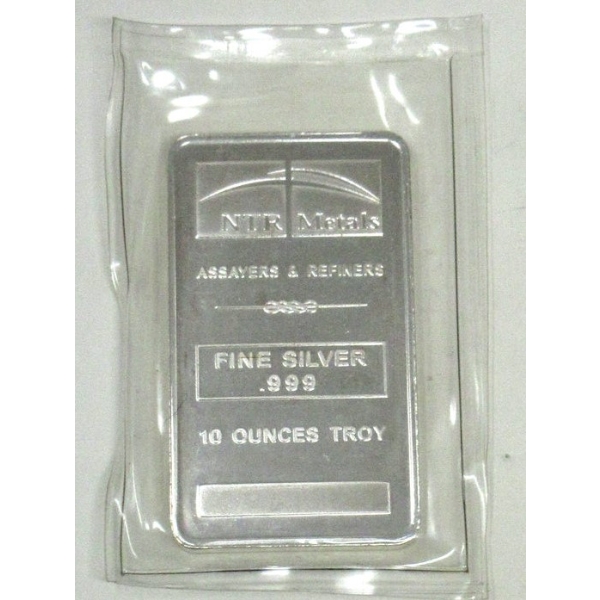 NTR Metals
ASSAYERS & REFINERS
FINE SILVER
.999
10 OUNCES TROY